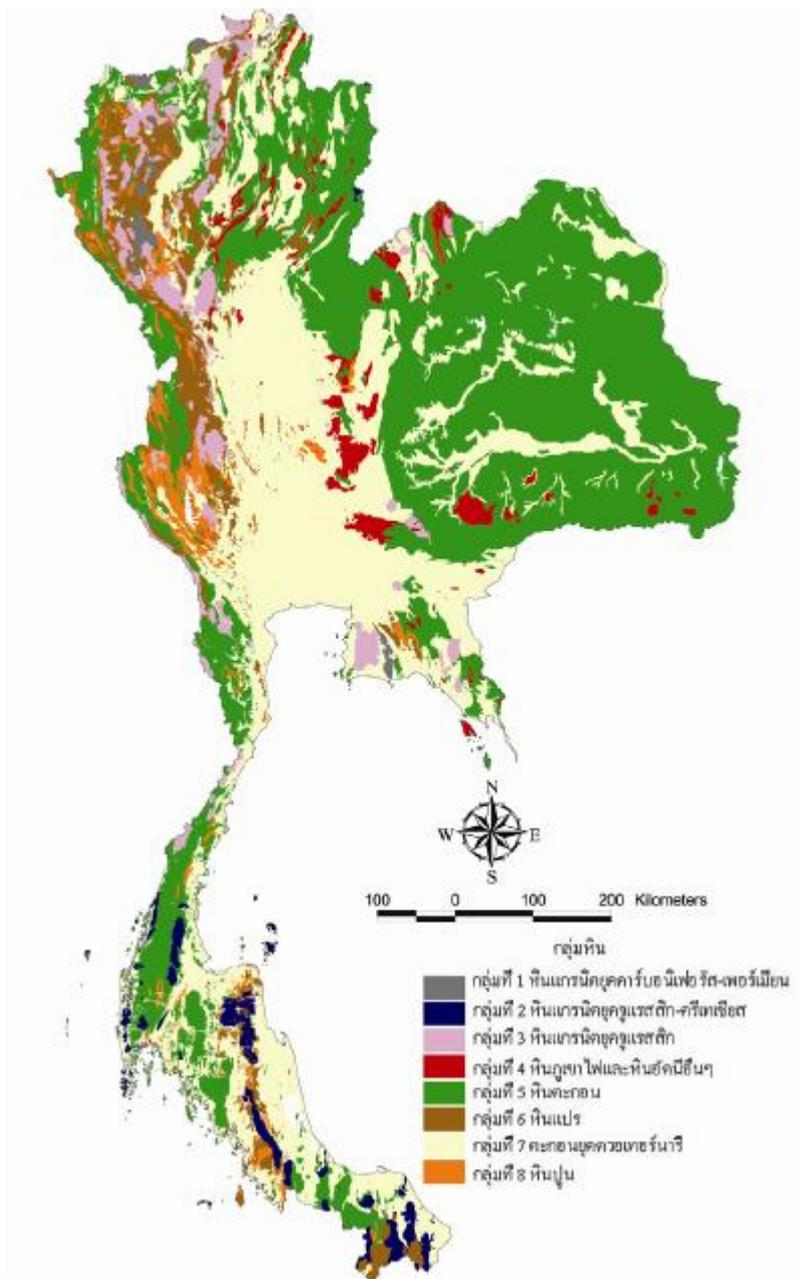 N
W E
S
100 0 100 200 Kilometers
กลุ่มหิน
กลุ่มที่ 1 หินแกรนิตยุคคาร์บอนิเฟอรัส-เพอร์เมียน
กลุ่มที่ 2 หินแกรนิตยุคจูแรสสิก-ครีเทเชียส
กลุ่มที่ 3 หินแกรนิตยุคจูแรสสิก
กลุ่มที่ 4 หินภูเขาไฟและหินอัคนีอื่นๆ
กลุ่มที่ 5 หินตะกอน
กลุ่มที่ 6 หินแปร
กลุ่มที่ 7 ตะกอนยุคควอเทอร์นารี
กลุ่มที่ 8 หินปูน